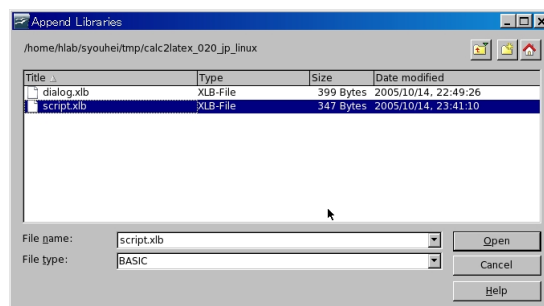 Append Libraries
/home/hlab/syouhei/tmp/calc2latex_020_jp_linux
Title Type Size Date modified
dialog.xlb XLB-File 399 Bytes 2005/10/14, 22:49:26
script.xlb XLB-File 347 Bytes 2005/10/14, 23:41:10
File name: script.xlb Open
File type: BASIC Cancel
Help